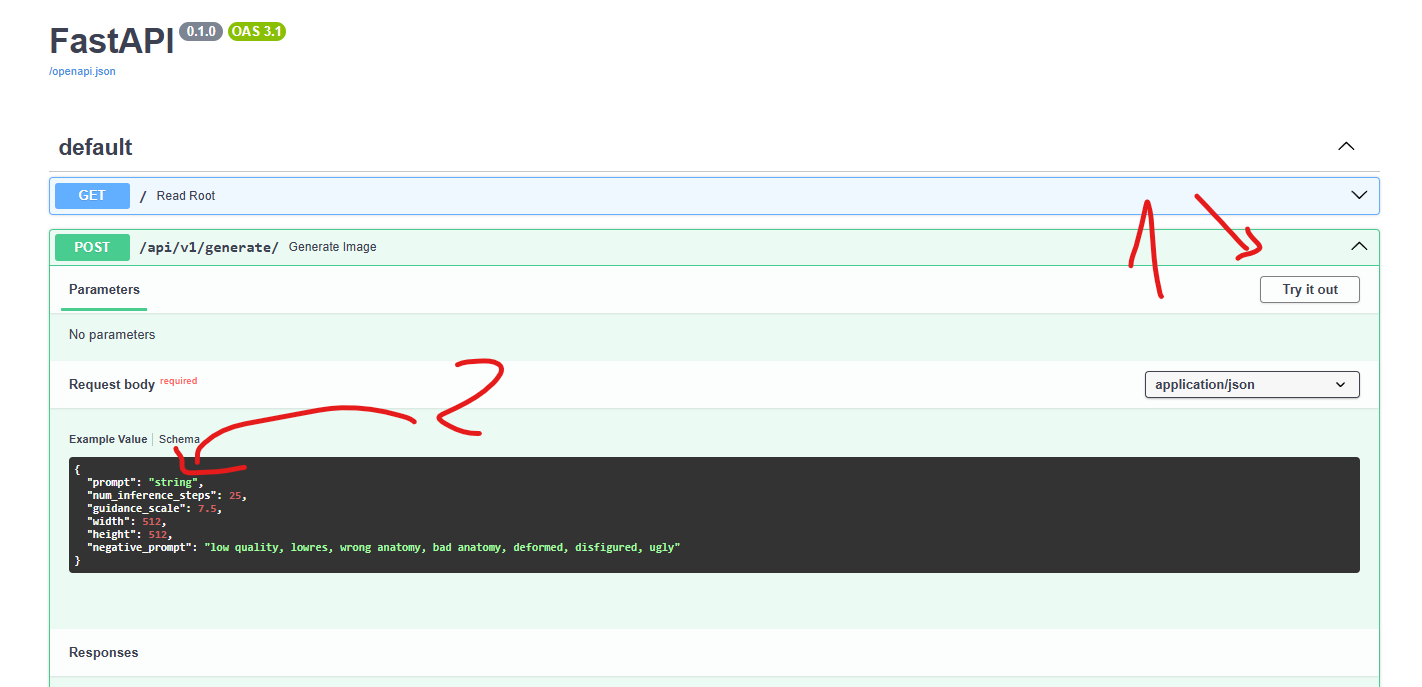 FastAPI 0.1.0 OAS 3.1
/openapi.json
default
GET / Read Root
POST /api/v1/generate/ Generate Image
1
Parameters
Try it out
No parameters
2
Request body required
application/json
Example Value | Schema
{
  "prompt": "string",
  "num_inference_steps": 25,
  "guidance_scale": 7.5,
  "width": 512,
  "height": 512,
  "negative_prompt": "low quality, lowres, wrong anatomy, bad anatomy, deformed, disfigured, ugly"
}
Responses